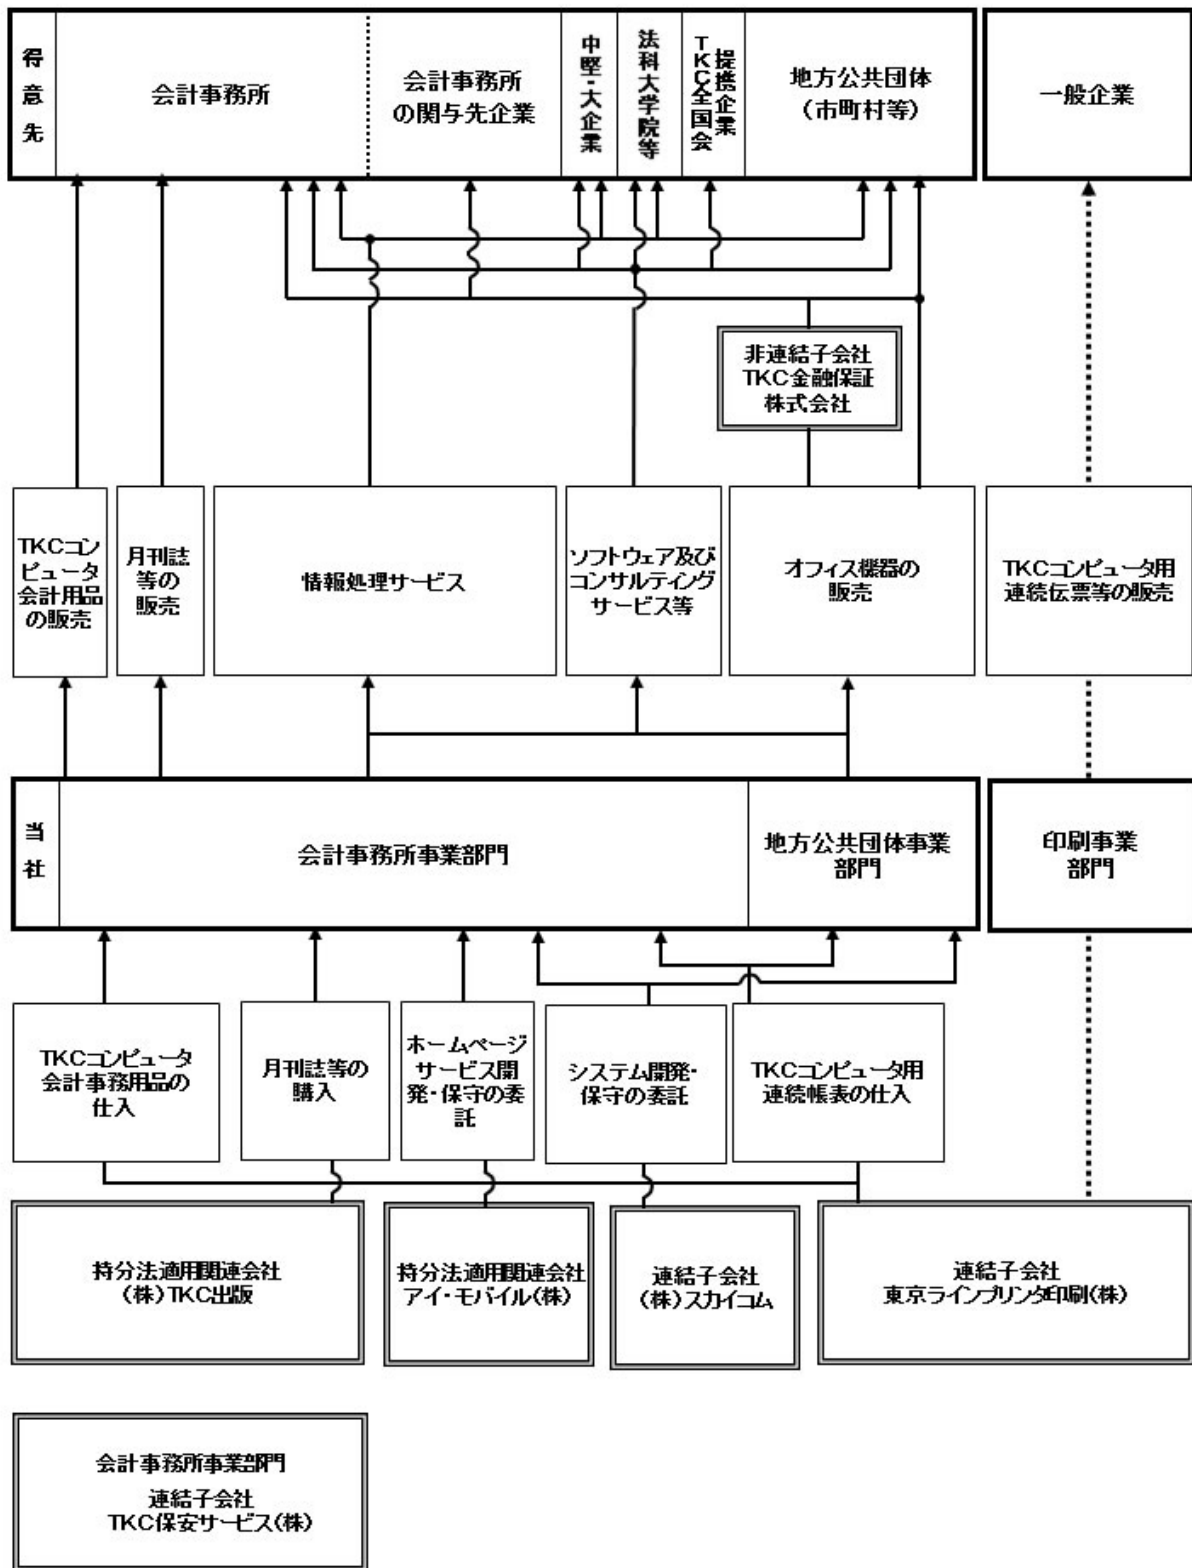 得意先
会計事務所
会計事務所
の関与先企業
中堅・大企業
法科大学院等
提携企業
TKC全国会
地方公共団体
（市町村等）
一般企業
非連結子会社
TKC金融保証
株式会社
TKCコン
ピュータ
会計用品
の販売
月刊誌
等の
販売
情報処理サービス
ソフトウェア及び
コンサルティング
サービス等
オフィス機器の
販売
TKCコンピュータ用
連続伝票等の販売
当社
会計事務所事業部門
地方公共団体事業
部門
印刷事業
部門
TKCコンピュータ
会計事務用品の
仕入
月刊誌等の
購入
ホームページ
サービス開
発・保守の委
託
システム開発・
保守の委託
TKCコンピュータ用
連続帳表の仕入
持分法適用関連会社
（株）TKC出版
持分法適用関連会社
アイ・モバイル（株）
連結子会社
（株）スカイコム
連結子会社
東京ラインプリンタ印刷（株）
会計事務所事業部門
連結子会社
TKC保安サービス（株）